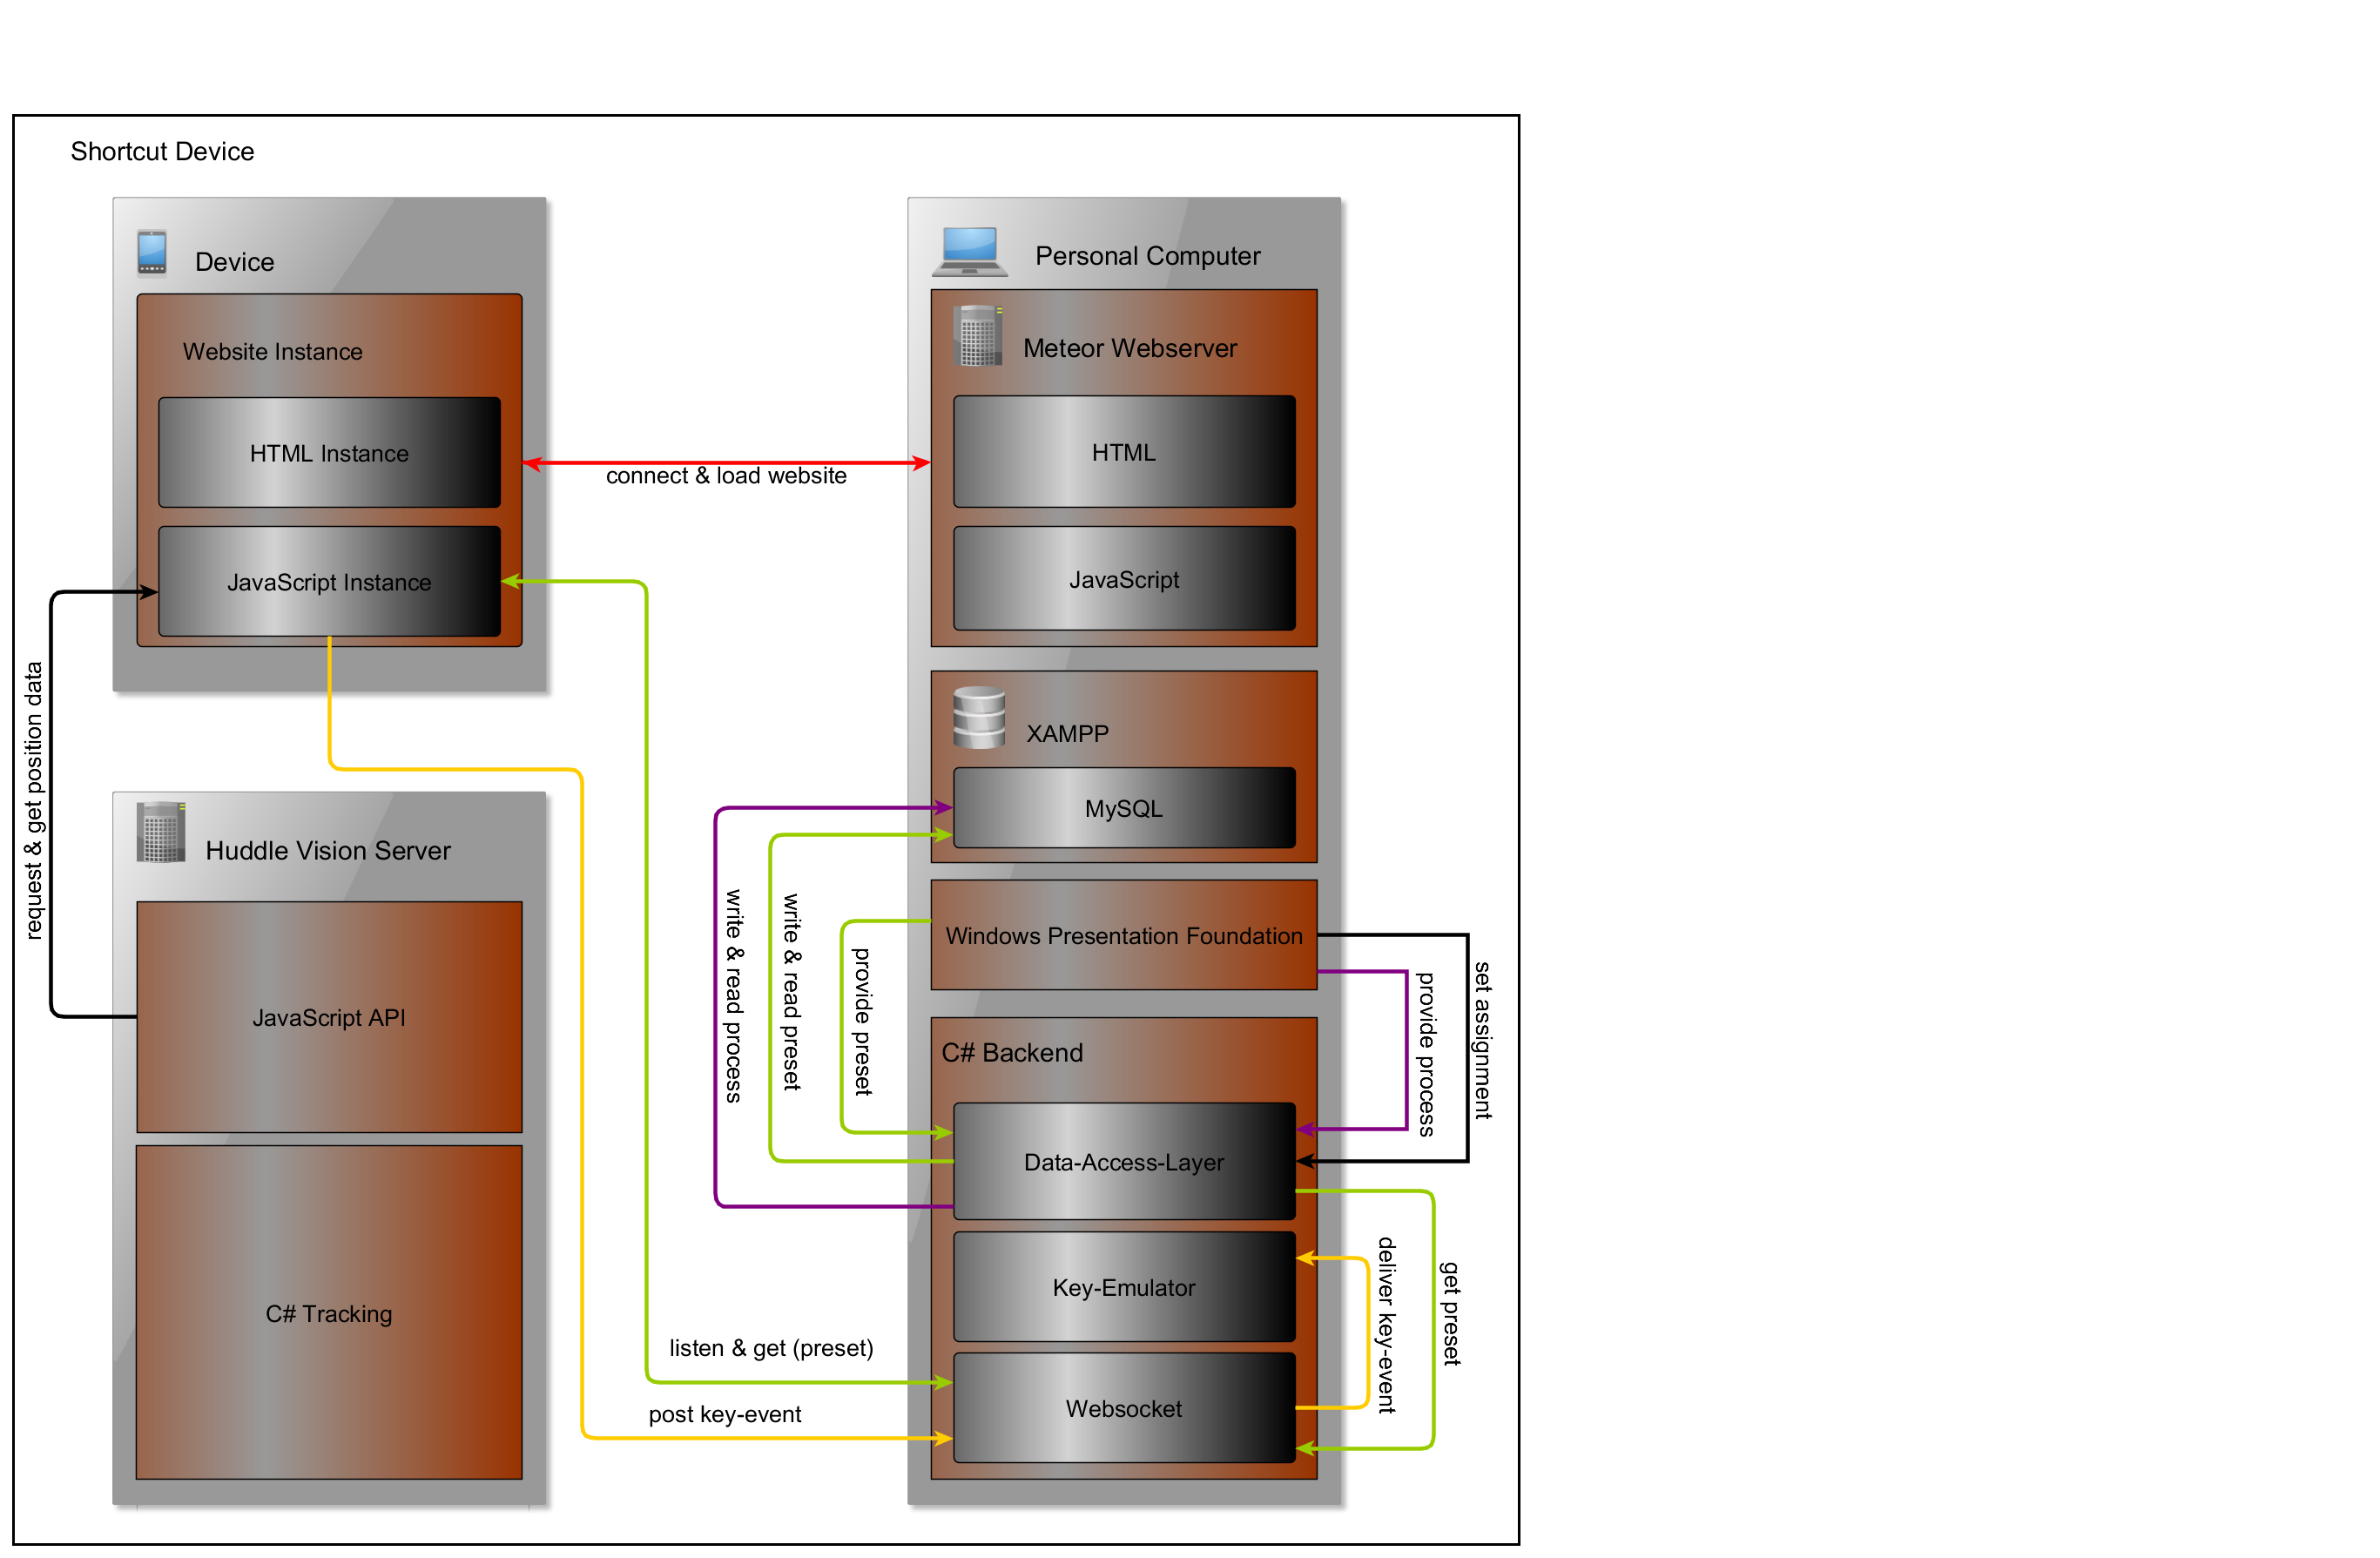 Shortcut Device
Device
Website Instance
HTML Instance
JavaScript Instance
connect & load website
request & get position data
Huddle Vision Server
JavaScript API
C# Tracking
Personal Computer
Meteor Webserver
HTML
JavaScript
XAMPP
MySQL
Windows Presentation Foundation
write & read process
write & read preset
provide preset
provide process
set assignment
C# Backend
Data-Access-Layer
Key-Emulator
Websocket
deliver key-event
get preset
listen & get (preset)
post key-event